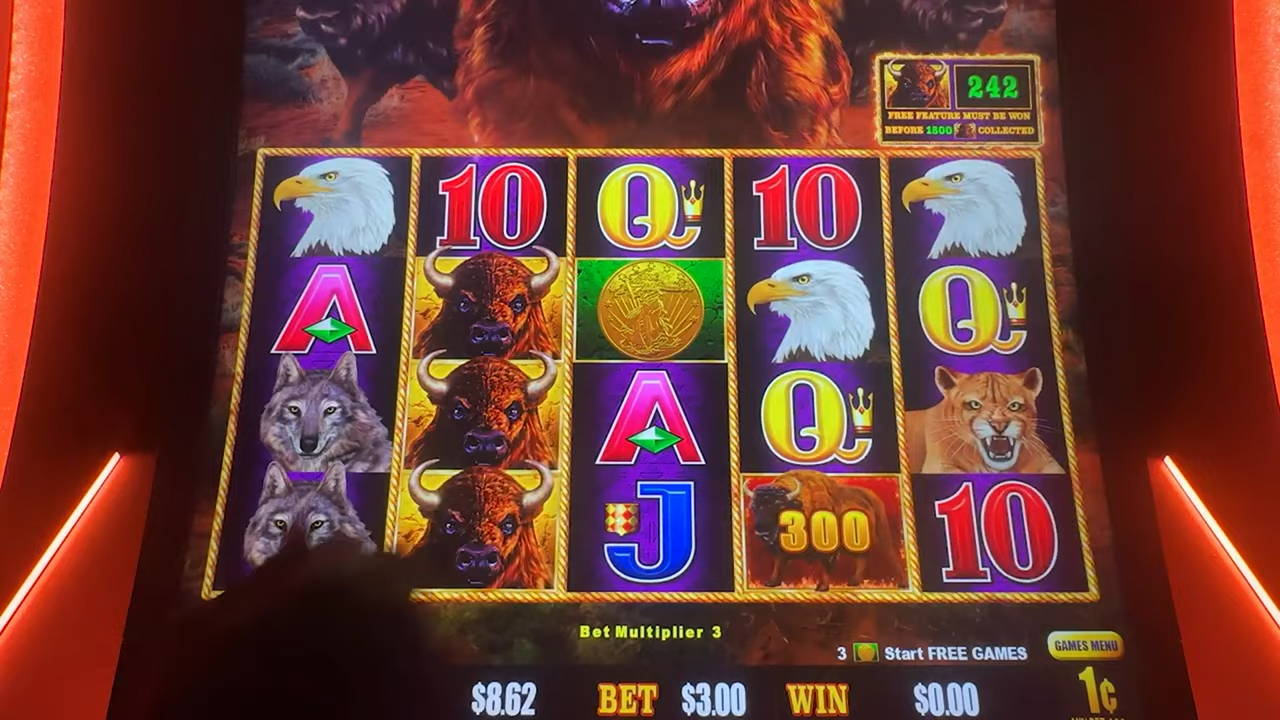 242
FREE FEATURE MUST BE WON
BEFORE 1800 COLLECTED
10 Q 10
A Q
A Q
J 300 10
Bet Multiplier 3
3 Start FREE GAMES
GAMES MENU
$8.62 BET $3.00 WIN $0.00 1¢